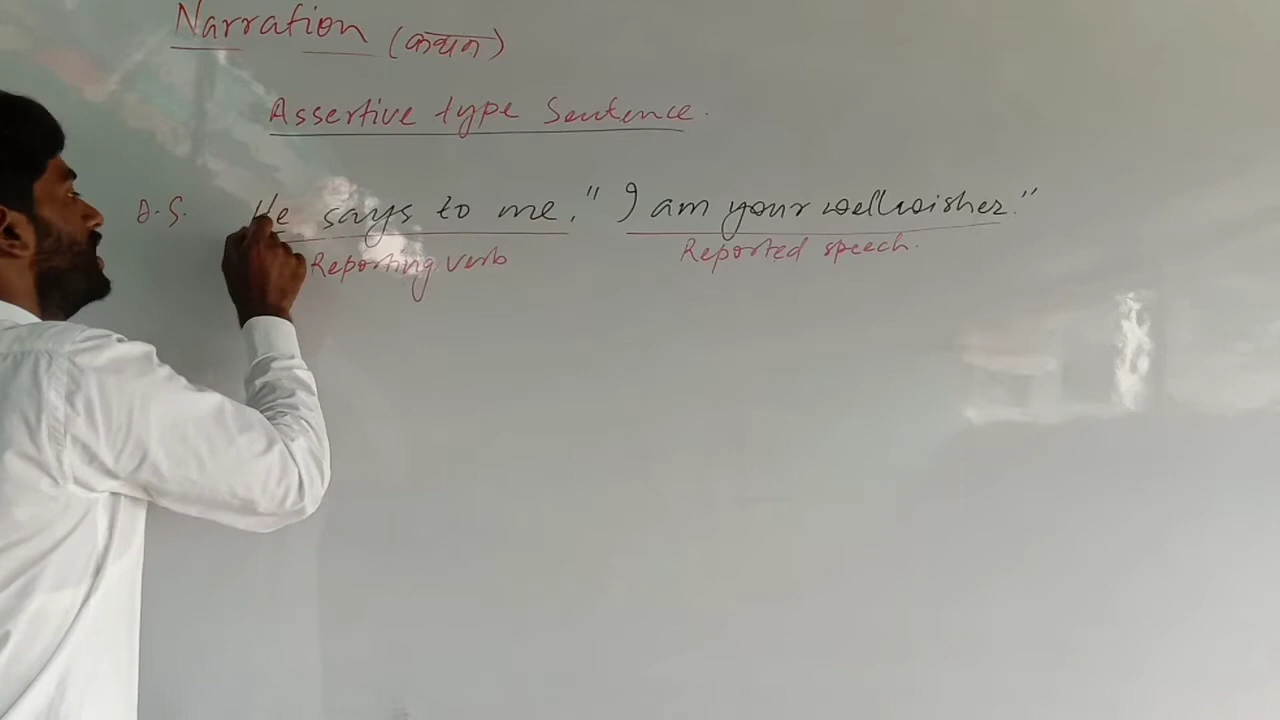 Narration (कथन)
Assertive type Sentence.
D.S. He says to me, " I am your wellwisher."
Reporting verb Reported speech.